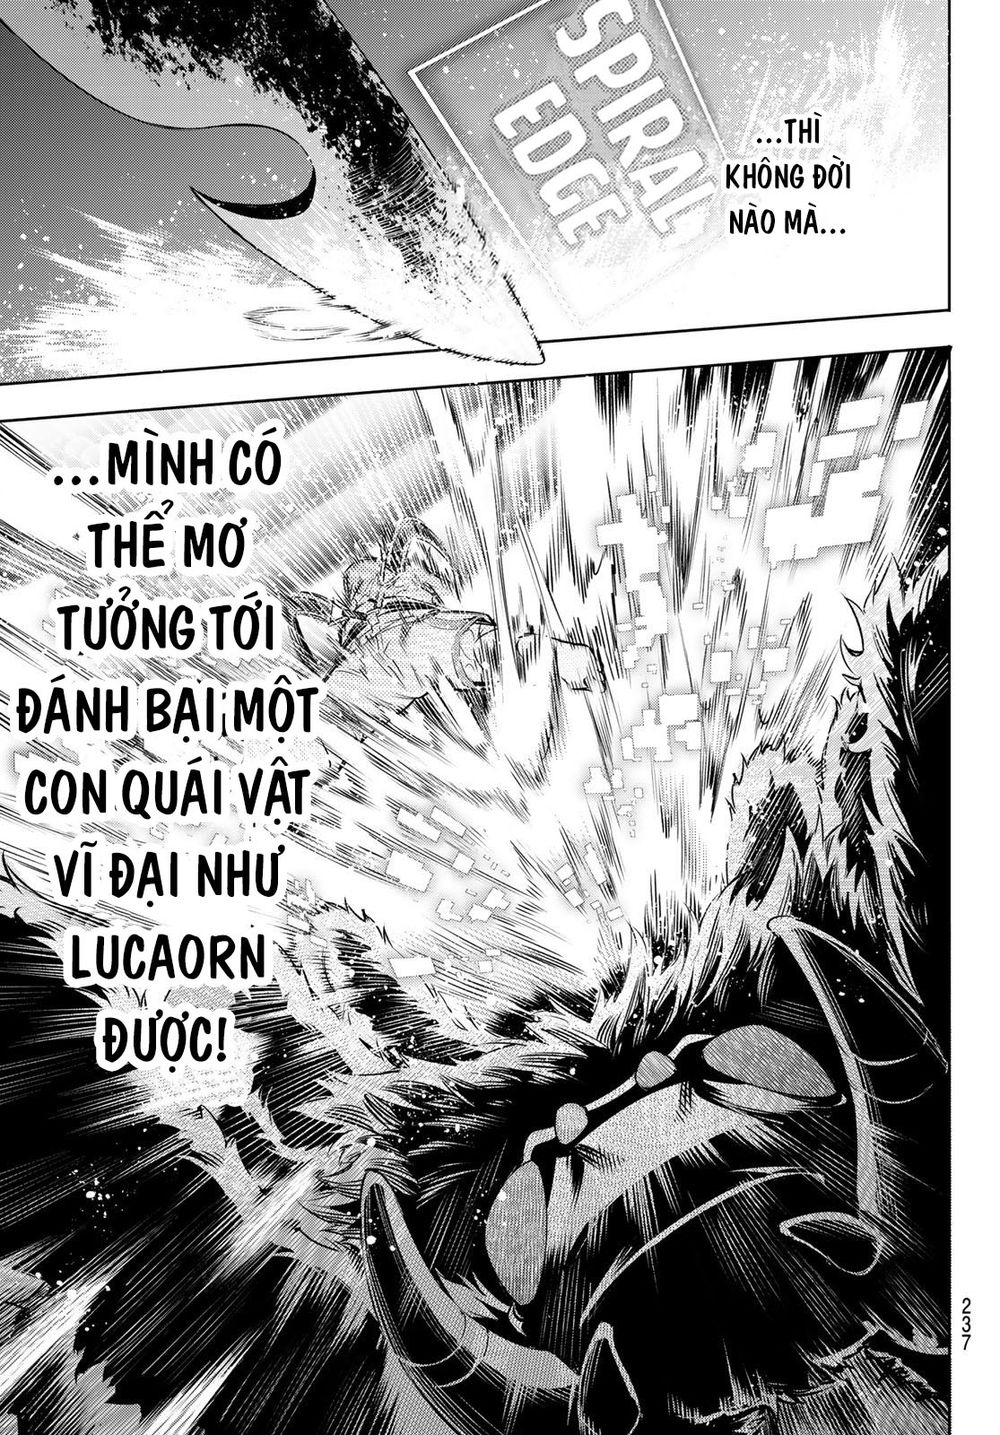 SPIRAL
EDGE
...THÌ
KHÔNG ĐỜI
NÀO MÀ...
...MÌNH CÓ
THỂ MƠ
TƯỞNG TỚI
ĐÁNH BẠI MỘT
CON QUÁI VẬT
VĨ ĐẠI NHƯ
LUCAORN
ĐƯỢC!
237